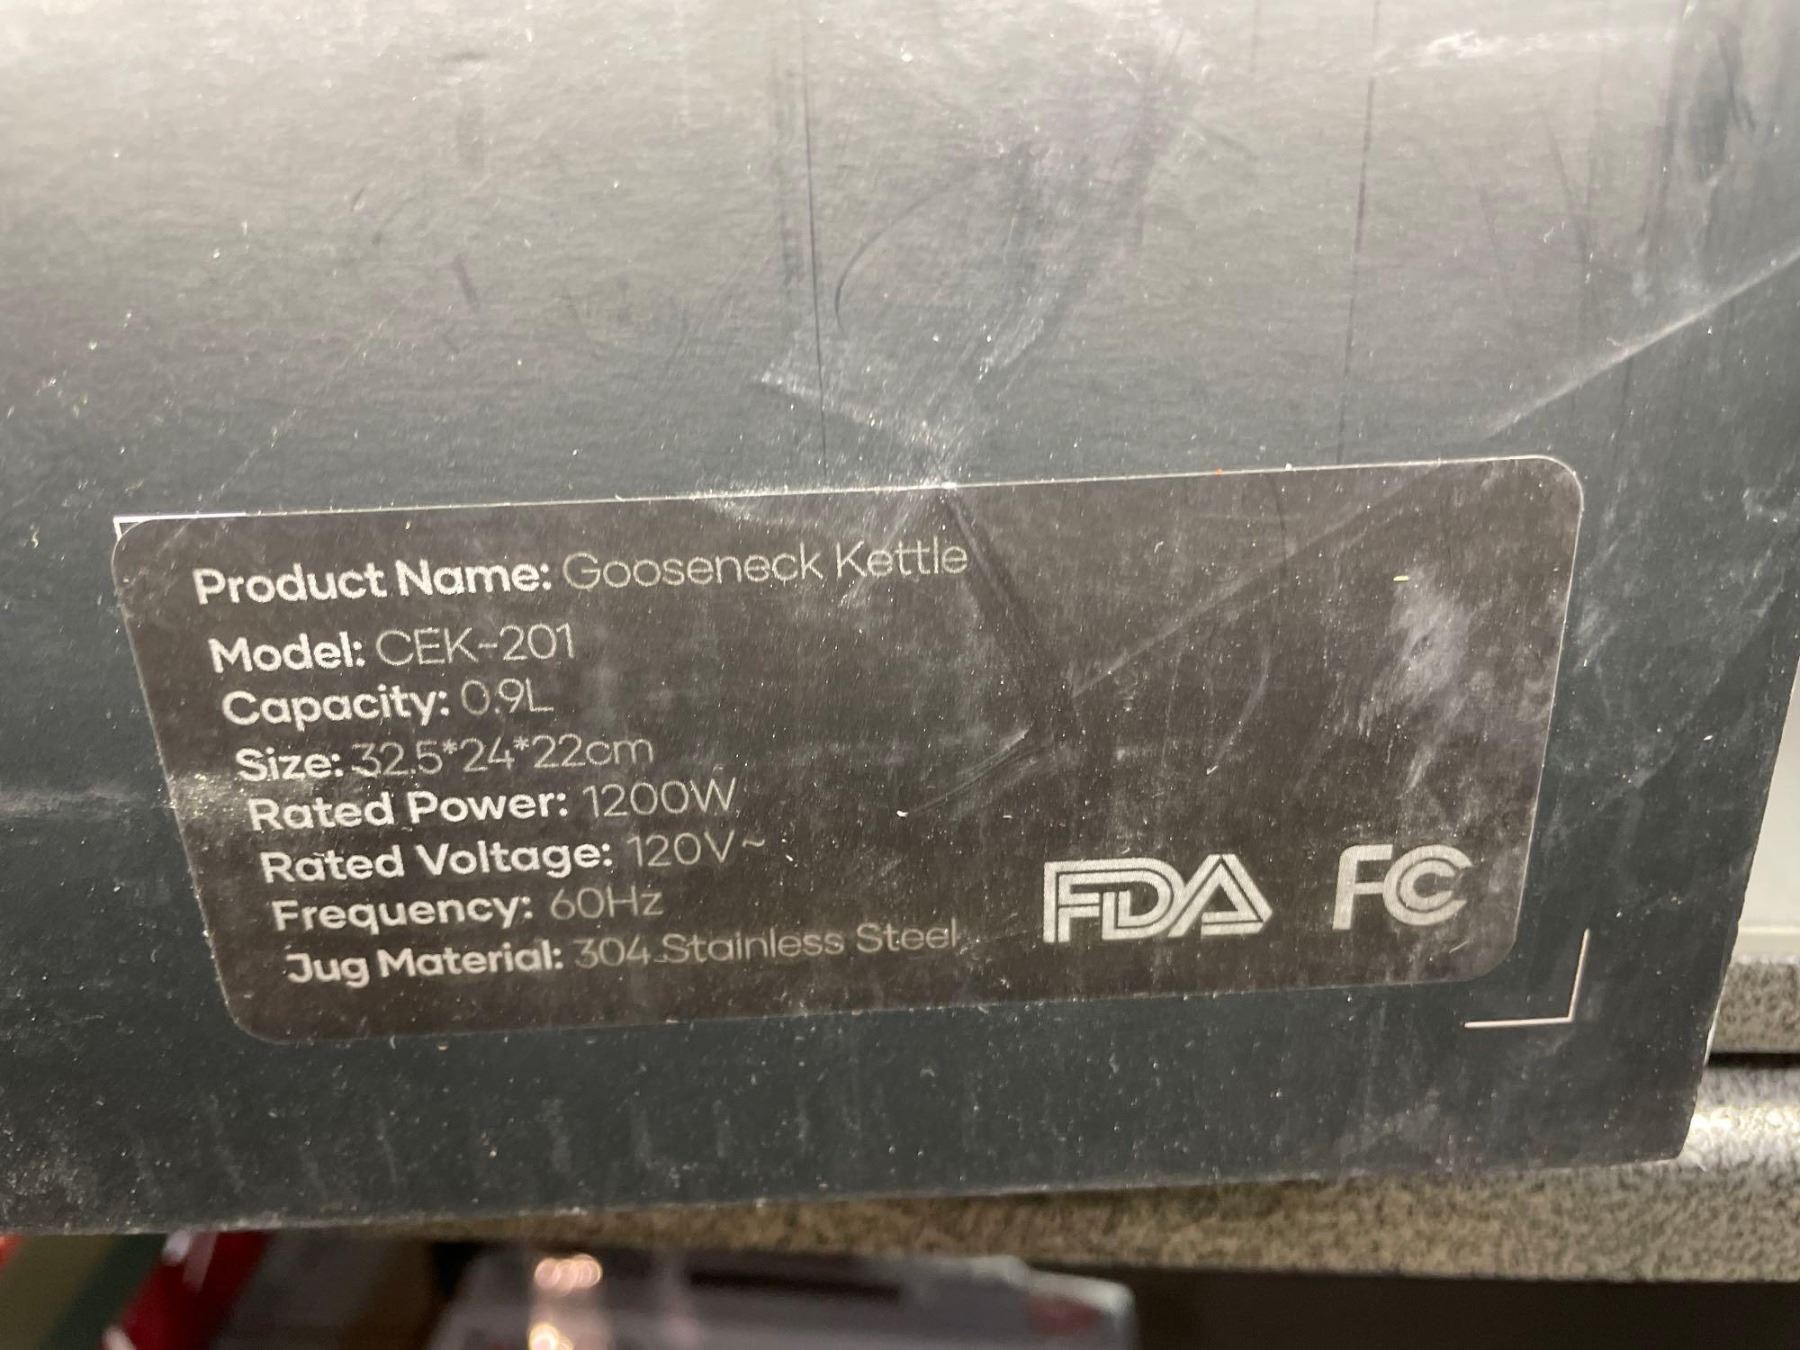 Product Name: Gooseneck Kettle
Model: CEK-201
Capacity: 0.9L
Size: 32.5*24*22cm
Rated Power: 1200W
Rated Voltage: 120V~
Frequency: 60Hz
Jug Material: 304 Stainless Steel
FDA FC